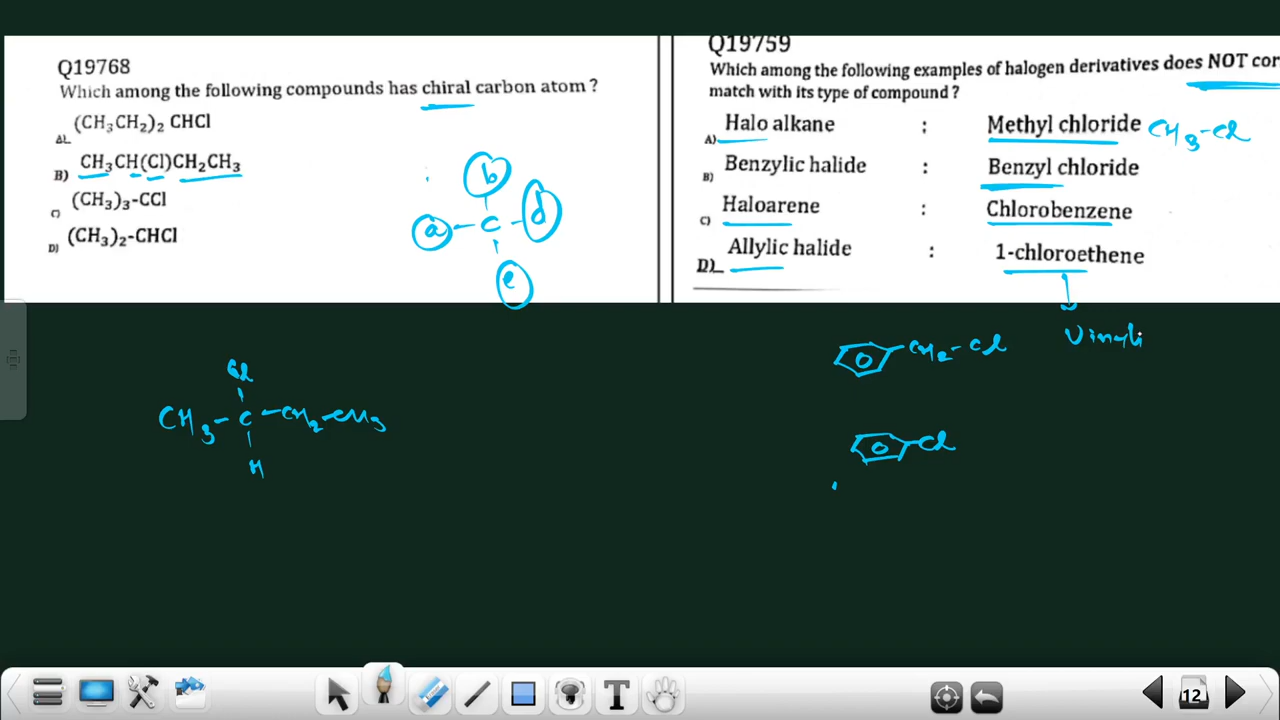 Q19768
Which among the following compounds has chiral carbon atom ?
A) (CH3CH2)2 CHCl
B) CH3CH(Cl)CH2CH3
C) (CH3)3-CCl
D) (CH3)2-CHCl
b
a - C - d
e
Cl
CH3 - C - CH2 - CH3
H
Q19759
Which among the following examples of halogen derivatives does NOT cor
match with its type of compound ?
A) Halo alkane : Methyl chloride CH3-Cl
B) Benzylic halide : Benzyl chloride
C) Haloarene : Chlorobenzene
D) Allylic halide : 1-chloroethene
Vinyli
CH2-Cl
Cl
12
T